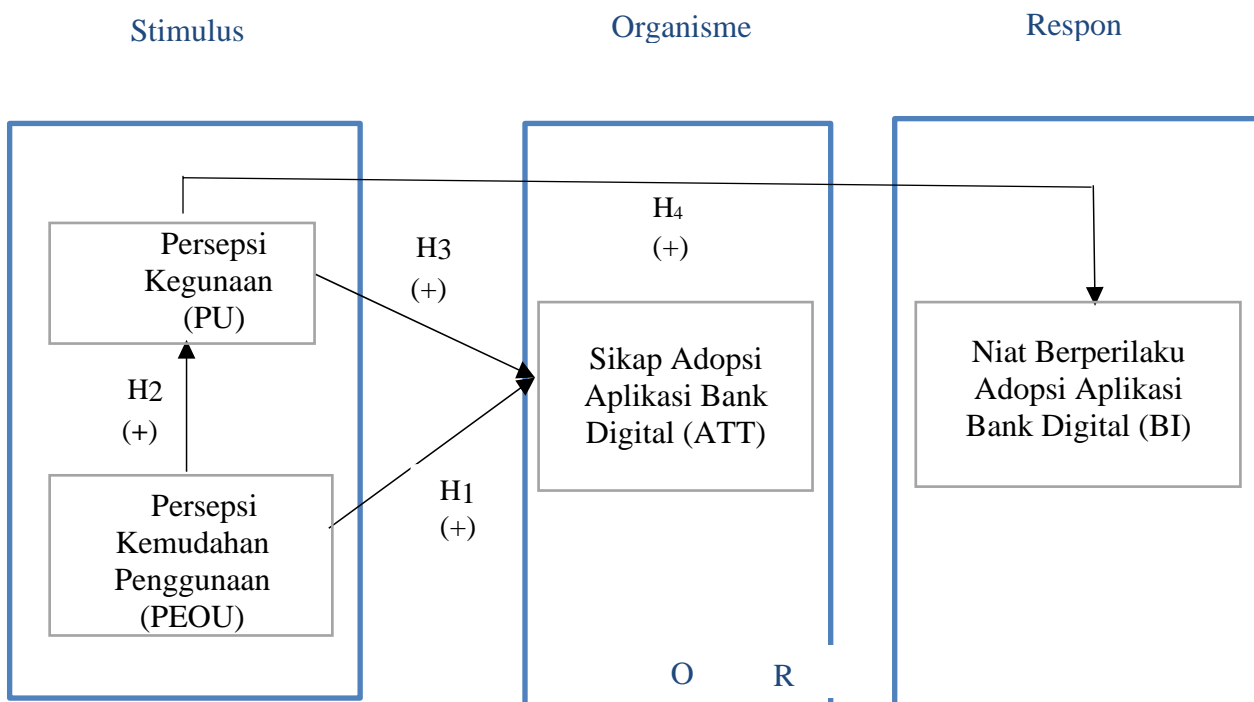 Stimulus
Organisme
Respon
H4
(+)
H3
(+)
Persepsi
Kegunaan
(PU)
H2
(+)
Persepsi
Kemudahan
Penggunaan
(PEOU)
H1
(+)
Sikap Adopsi
Aplikasi Bank
Digital (ATT)
Niat Berperilaku
Adopsi Aplikasi
Bank Digital (BI)
O R